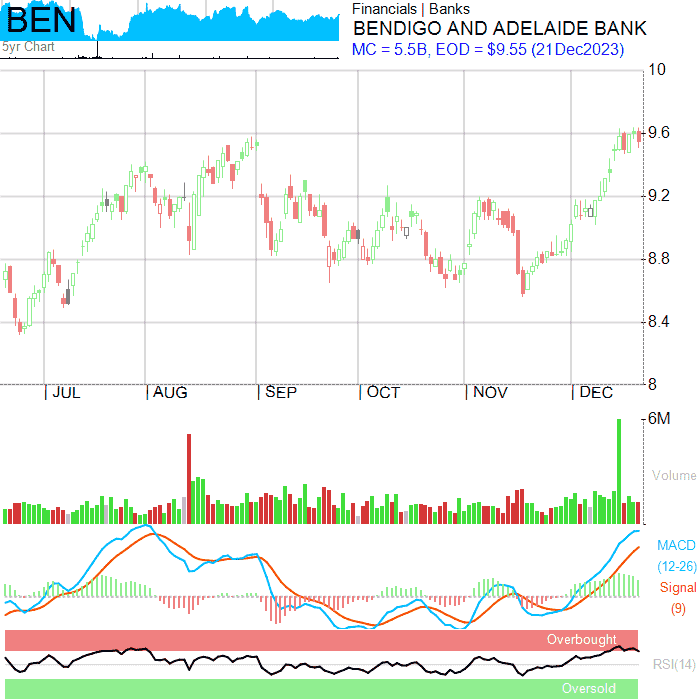 BEN
5yr Chart
Financials | Banks
BENDIGO AND ADELAIDE BANK
MC = 5.5B, EOD = $9.55 (21Dec2023)
10
9.6
9.2
8.8
8.4
8
JUL AUG SEP OCT NOV DEC
6M
Volume
MACD
(12-26)
Signal
(9)
Overbought
RSI(14)
Oversold